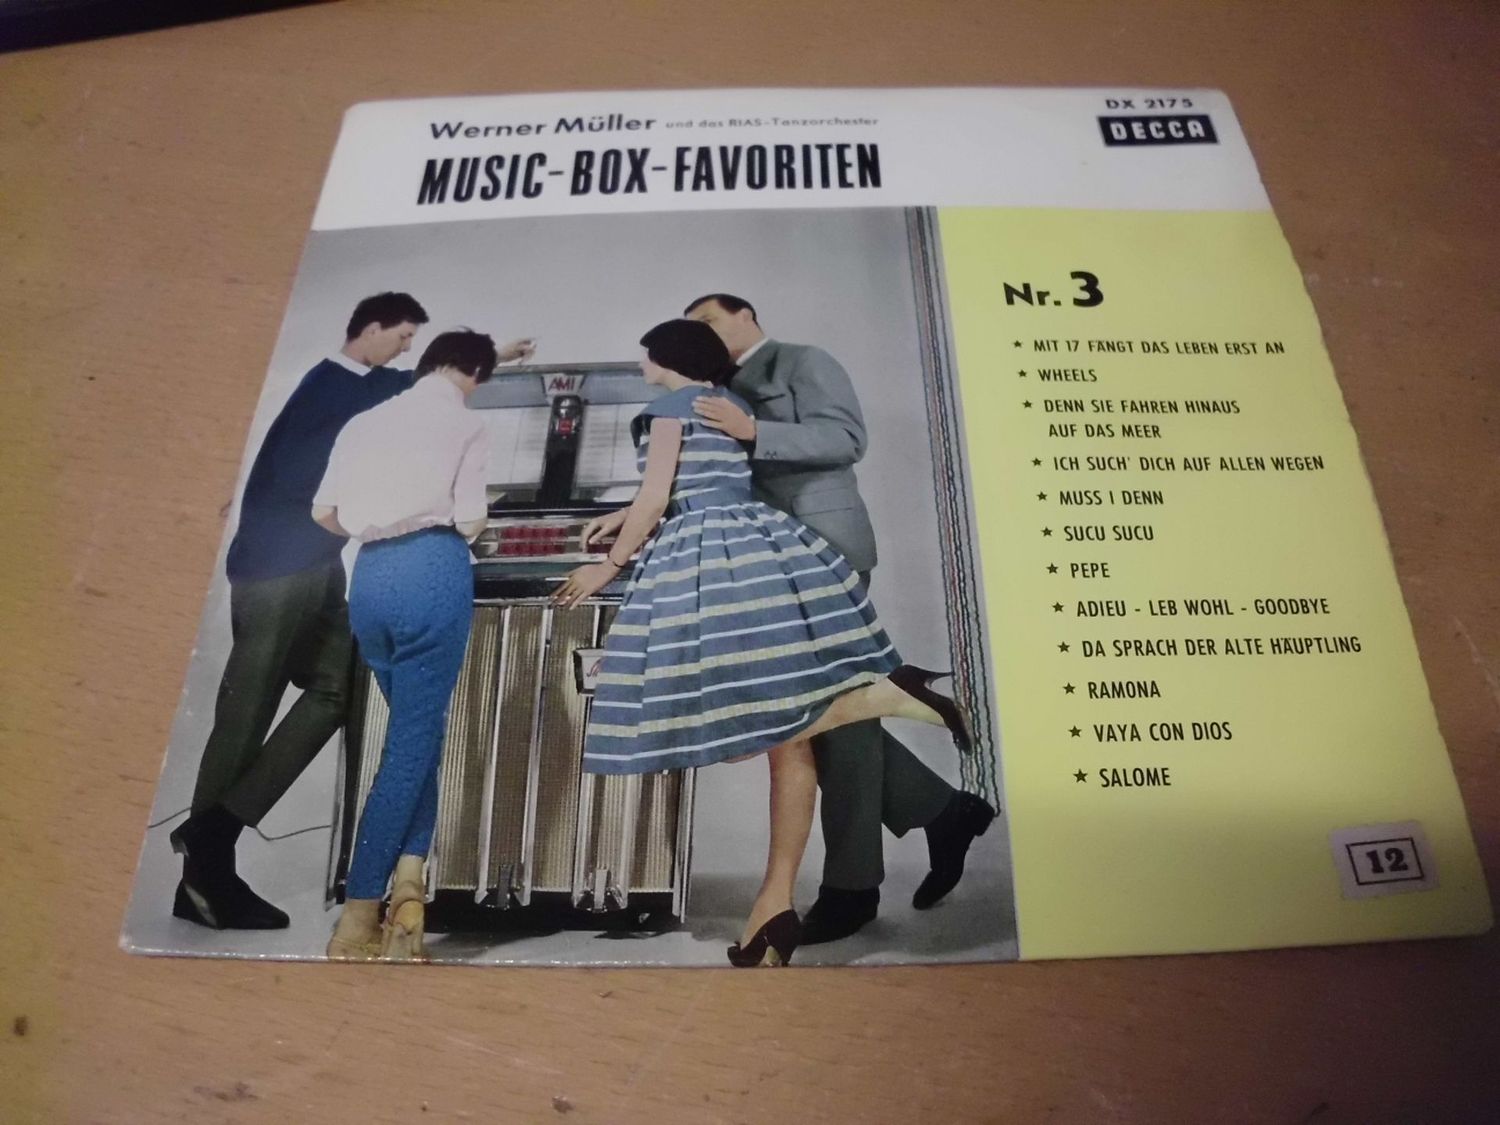 Werner Müller und das RIAS-Tanzorchester
MUSIC-BOX-FAVORITEN
DX 2175
DECCA
AMI
Nr. 3
★ MIT 17 FÄNGT DAS LEBEN ERST AN
★ WHEELS
★ DENN SIE FAHREN HINAUS
AUF DAS MEER
★ ICH SUCH' DICH AUF ALLEN WEGEN
★ MUSS I DENN
★ SUCU SUCU
★ PEPE
★ ADIEU - LEB WOHL - GOODBYE
★ DA SPRACH DER ALTE HÄUPTLING
★ RAMONA
★ VAYA CON DIOS
★ SALOME
12